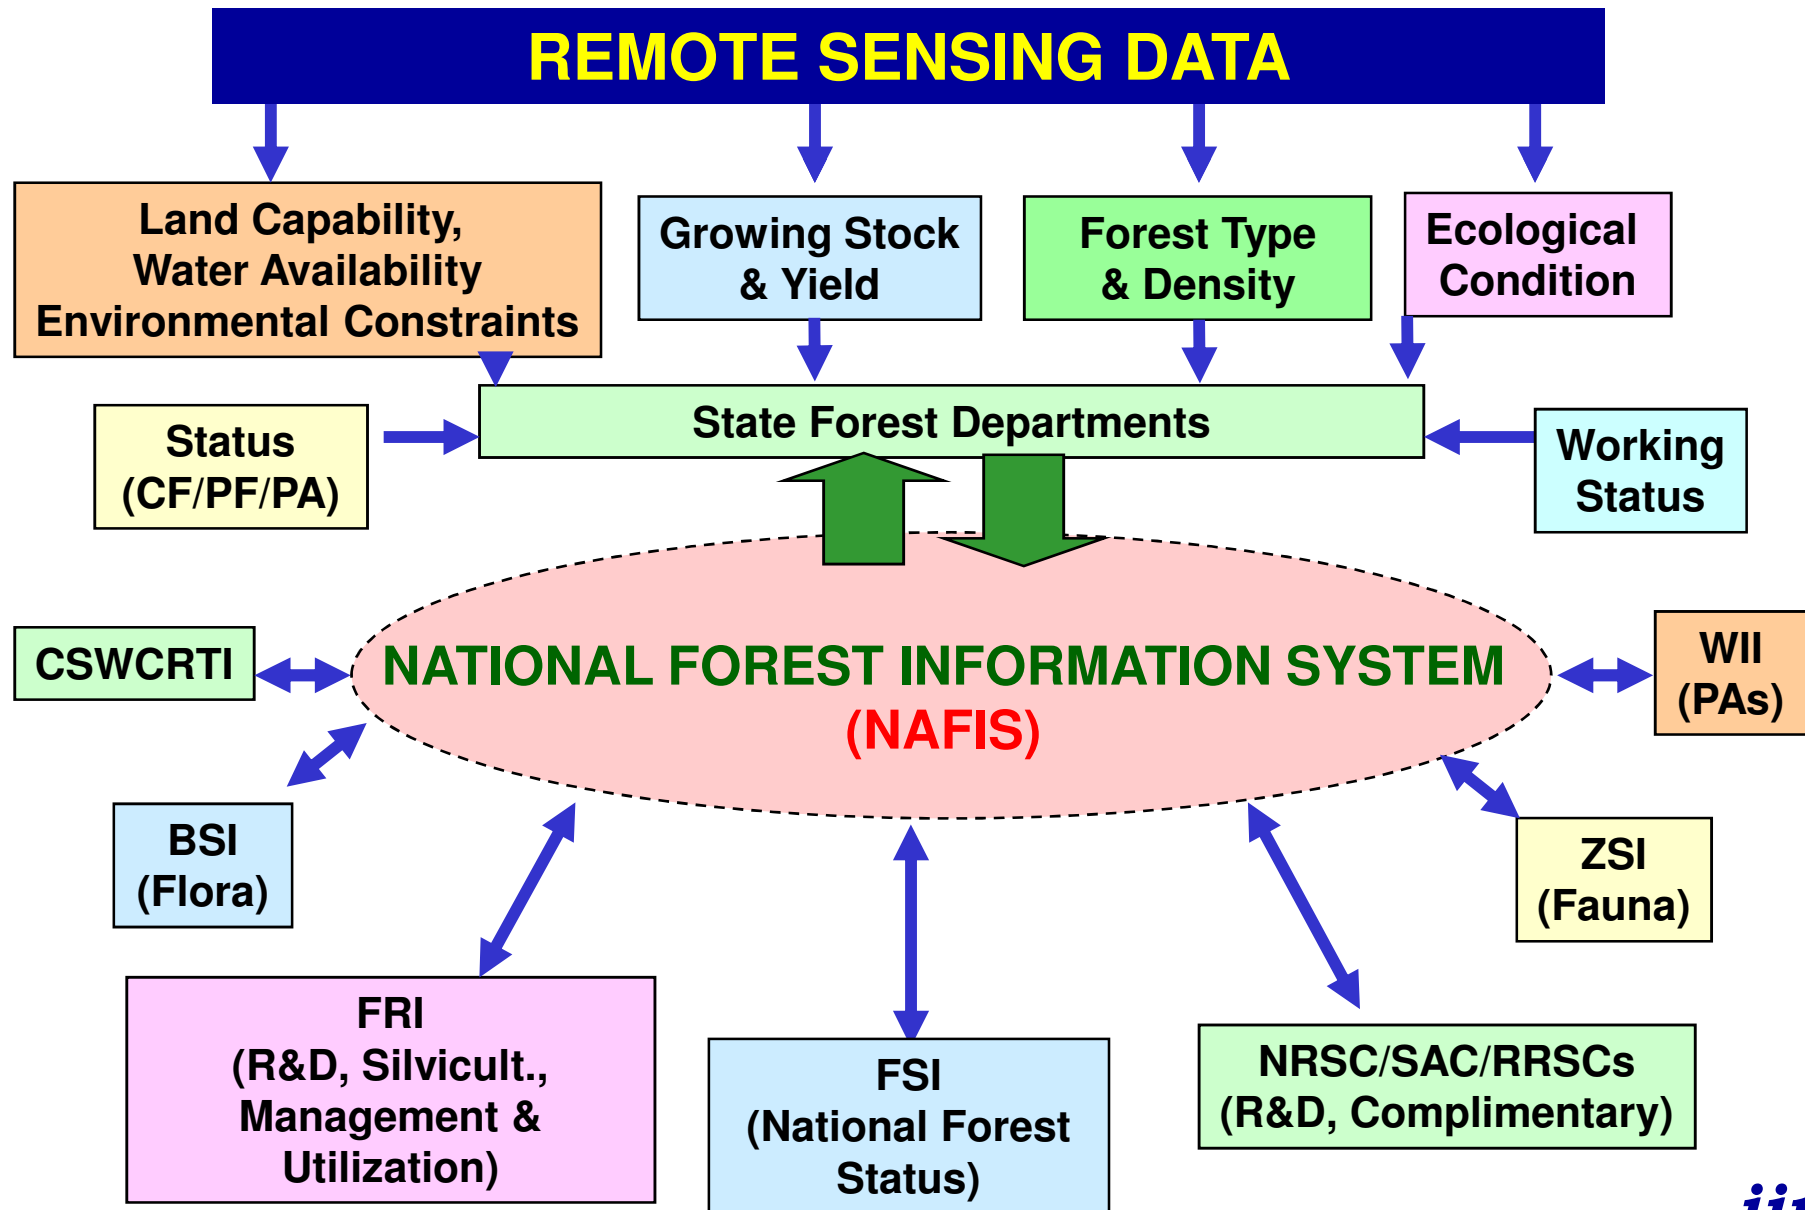 REMOTE SENSING DATA
Land Capability,
Water Availability
Environmental Constraints
Growing Stock
& Yield
Forest Type
& Density
Ecological
Condition
State Forest Departments
Status
(CF/PF/PA)
Working
Status
NATIONAL FOREST INFORMATION SYSTEM
(NAFIS)
CSWCRTI
WII
(PAs)
BSI
(Flora)
ZSI
(Fauna)
FRI
(R&D, Silvicult.,
Management &
Utilization)
FSI
(National Forest
Status)
NRSC/SAC/RRSCs
(R&D, Complimentary)